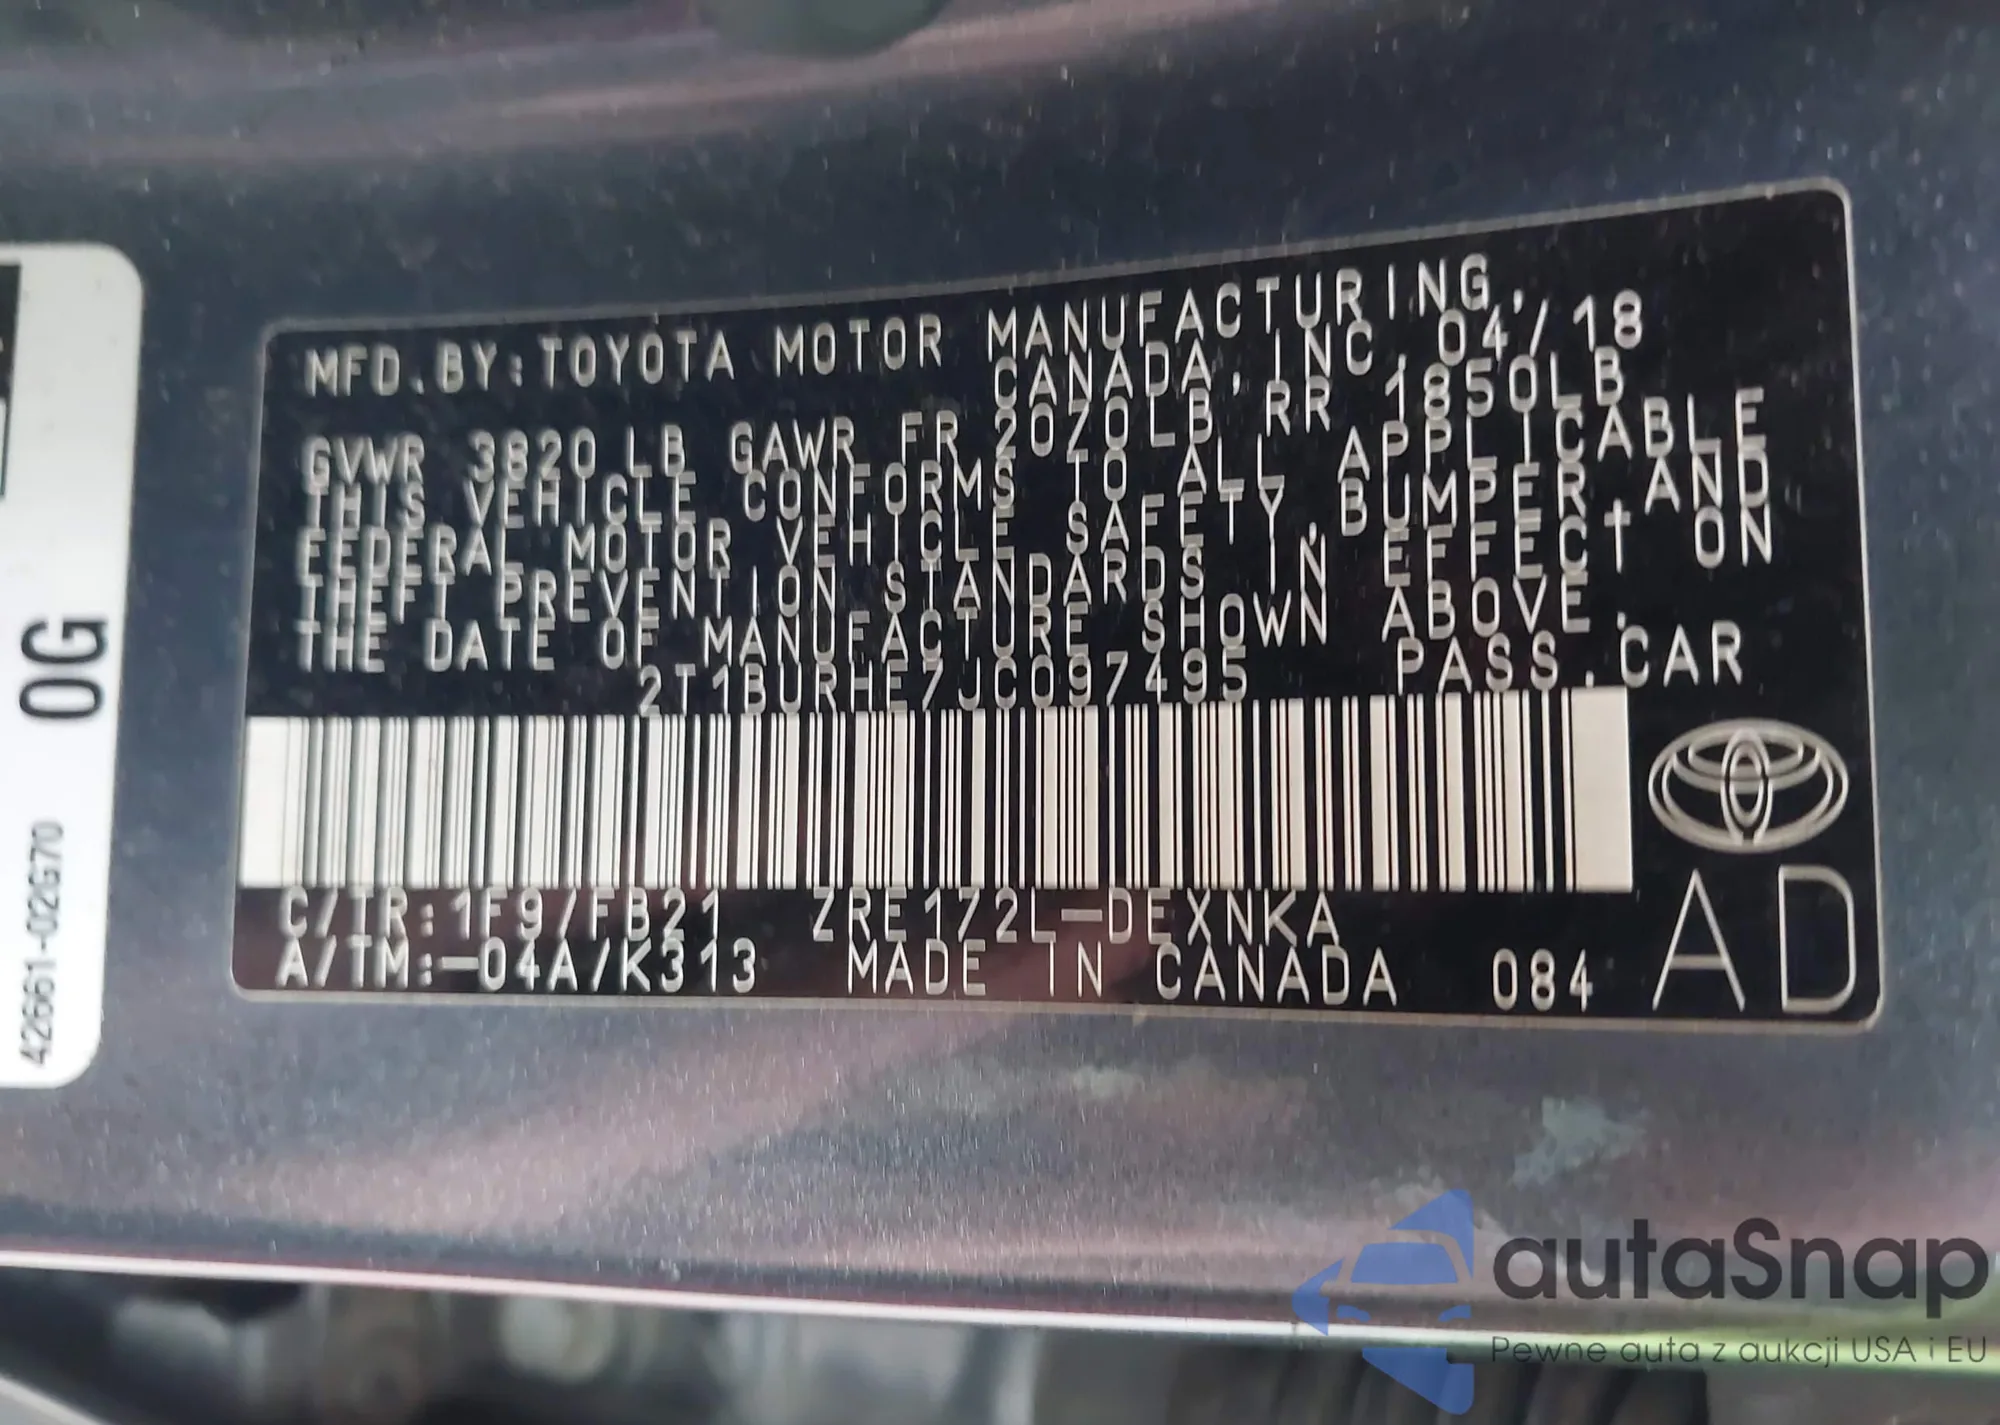 MFD.BY:TOYOTA MOTOR MANUFACTURING,
CANADA,INC.04/18
GVWR 3820 LB GAWR FR 2070LB RR 1850LB
THIS VEHICLE CONFORMS TO ALL APPLICABLE
FEDERAL MOTOR VEHICLE SAFETY,BUMPER,AND
THEFT PREVENTION STANDARDS IN EFFECT ON
THE DATE OF MANUFACTURE SHOWN ABOVE.
2T1BURHE7JC097495 PASS.CAR
C/TR:1F9/FB21 ZRE172L-DEXNKA
A/TM:-04A/K313 MADE IN CANADA 084
AD
0G
42661-02G70
autaSnap
Pewne auta z aukcji USA i EU